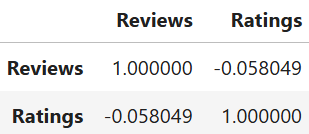 Reviews Ratings
Reviews 1.000000 -0.058049
Ratings -0.058049 1.000000